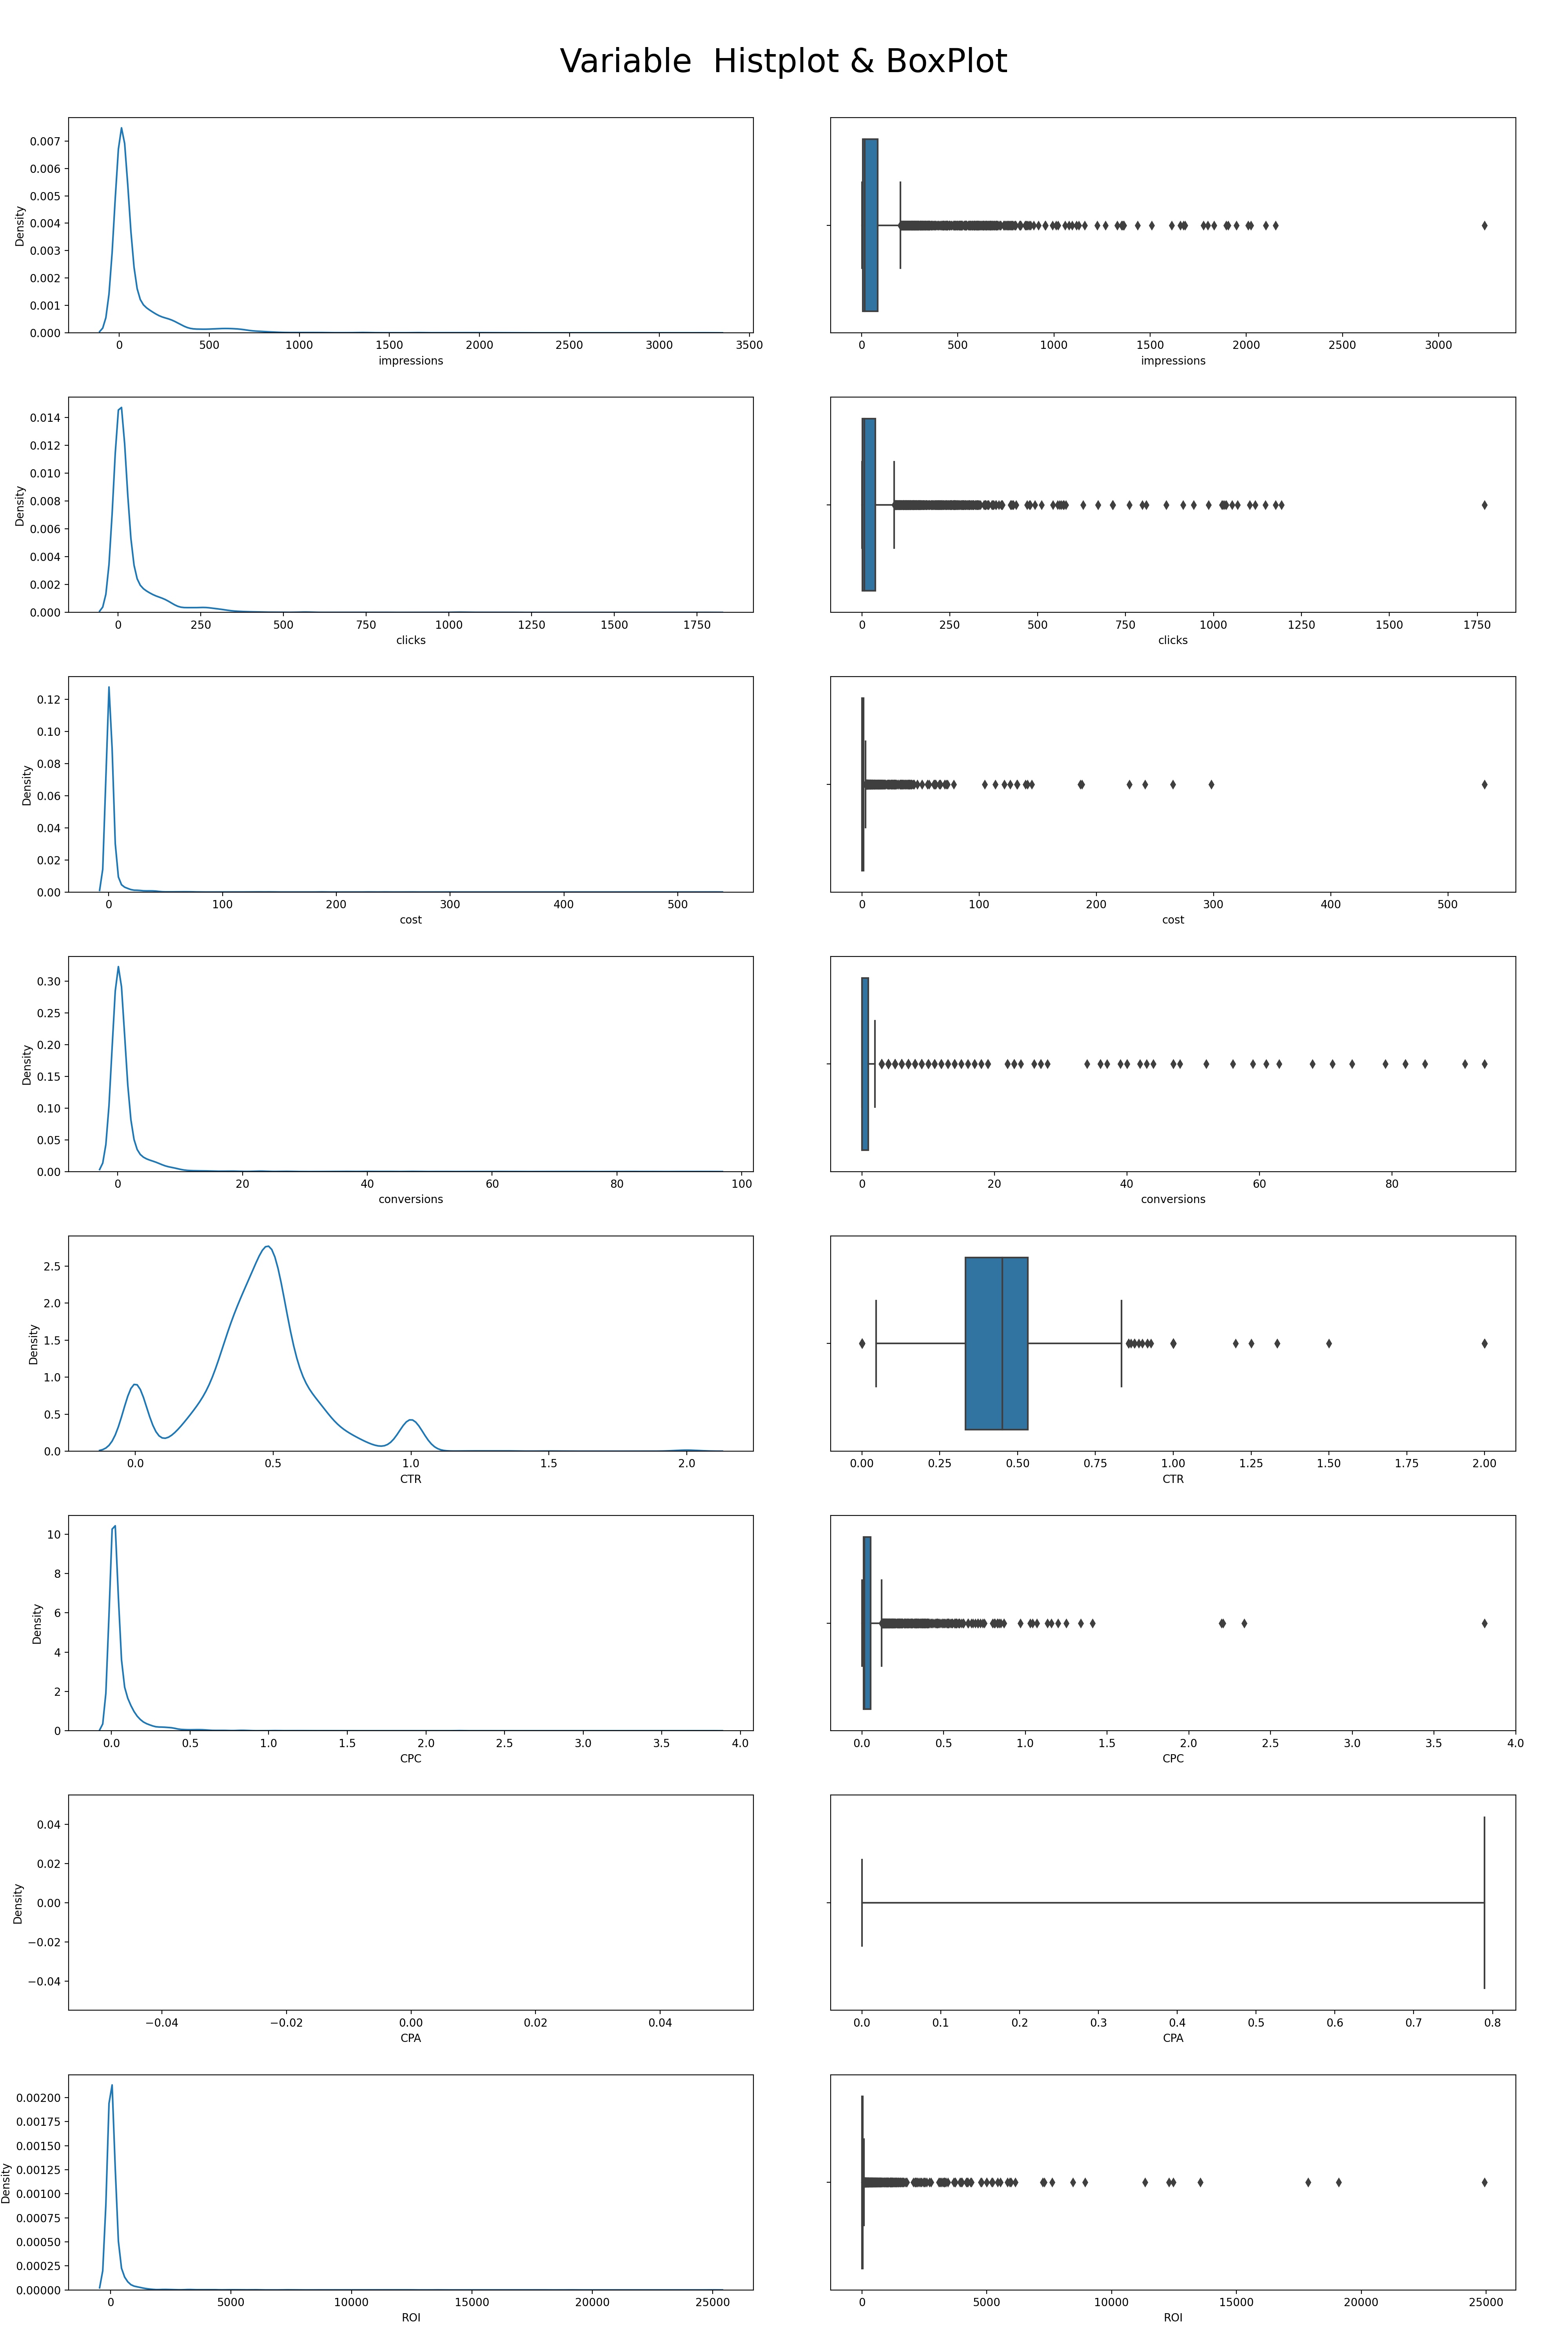 Variable  Histplot & BoxPlot
0.007
0.006
0.005
0.004
0.003
0.002
0.001
0.000
Density
0 500 1000 1500 2000 2500 3000 3500
impressions
0 500 1000 1500 2000 2500 3000
impressions
0.014
0.012
0.010
0.008
0.006
0.004
0.002
0.000
Density
0 250 500 750 1000 1250 1500 1750
clicks
0 250 500 750 1000 1250 1500 1750
clicks
0.12
0.10
0.08
0.06
0.04
0.02
0.00
Density
0 100 200 300 400 500
cost
0 100 200 300 400 500
cost
0.30
0.25
0.20
0.15
0.10
0.05
0.00
Density
0 20 40 60 80 100
conversions
0 20 40 60 80
conversions
2.5
2.0
1.5
1.0
0.5
0.0
Density
0.0 0.5 1.0 1.5 2.0
CTR
0.00 0.25 0.50 0.75 1.00 1.25 1.50 1.75 2.00
CTR
10
8
6
4
2
0
Density
0.0 0.5 1.0 1.5 2.0 2.5 3.0 3.5 4.0
CPC
0.0 0.5 1.0 1.5 2.0 2.5 3.0 3.5 4.0
CPC
0.04
0.02
0.00
−0.02
−0.04
Density
−0.04 −0.02 0.00 0.02 0.04
CPA
0.0 0.1 0.2 0.3 0.4 0.5 0.6 0.7 0.8
CPA
0.00200
0.00175
0.00150
0.00125
0.00100
0.00075
0.00050
0.00025
0.00000
Density
0 5000 10000 15000 20000 25000
ROI
0 5000 10000 15000 20000 25000
ROI